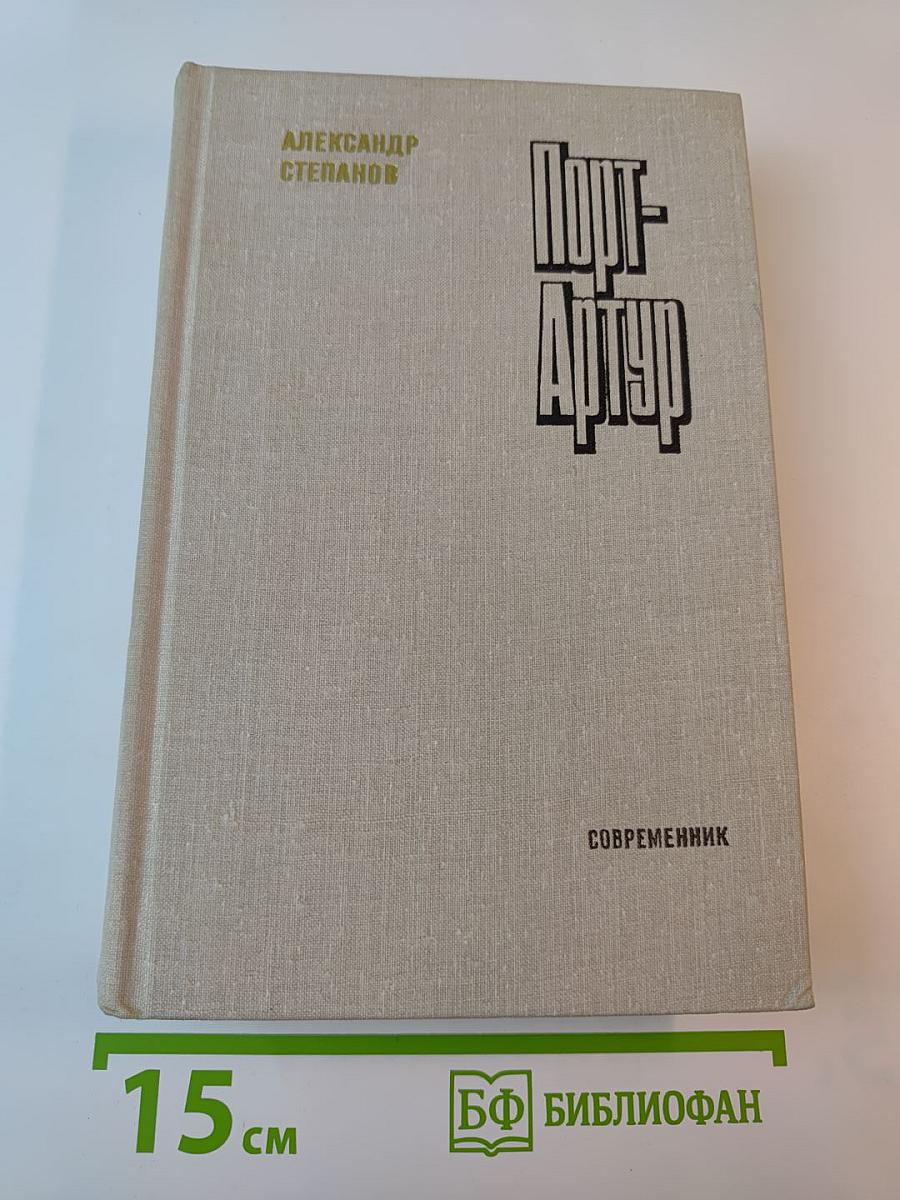 АЛЕКСАНДР
СТЕПАНОВ
Порт-
Артур
СОВРЕМЕННИК
15 см
БФ БИБЛИОФАН